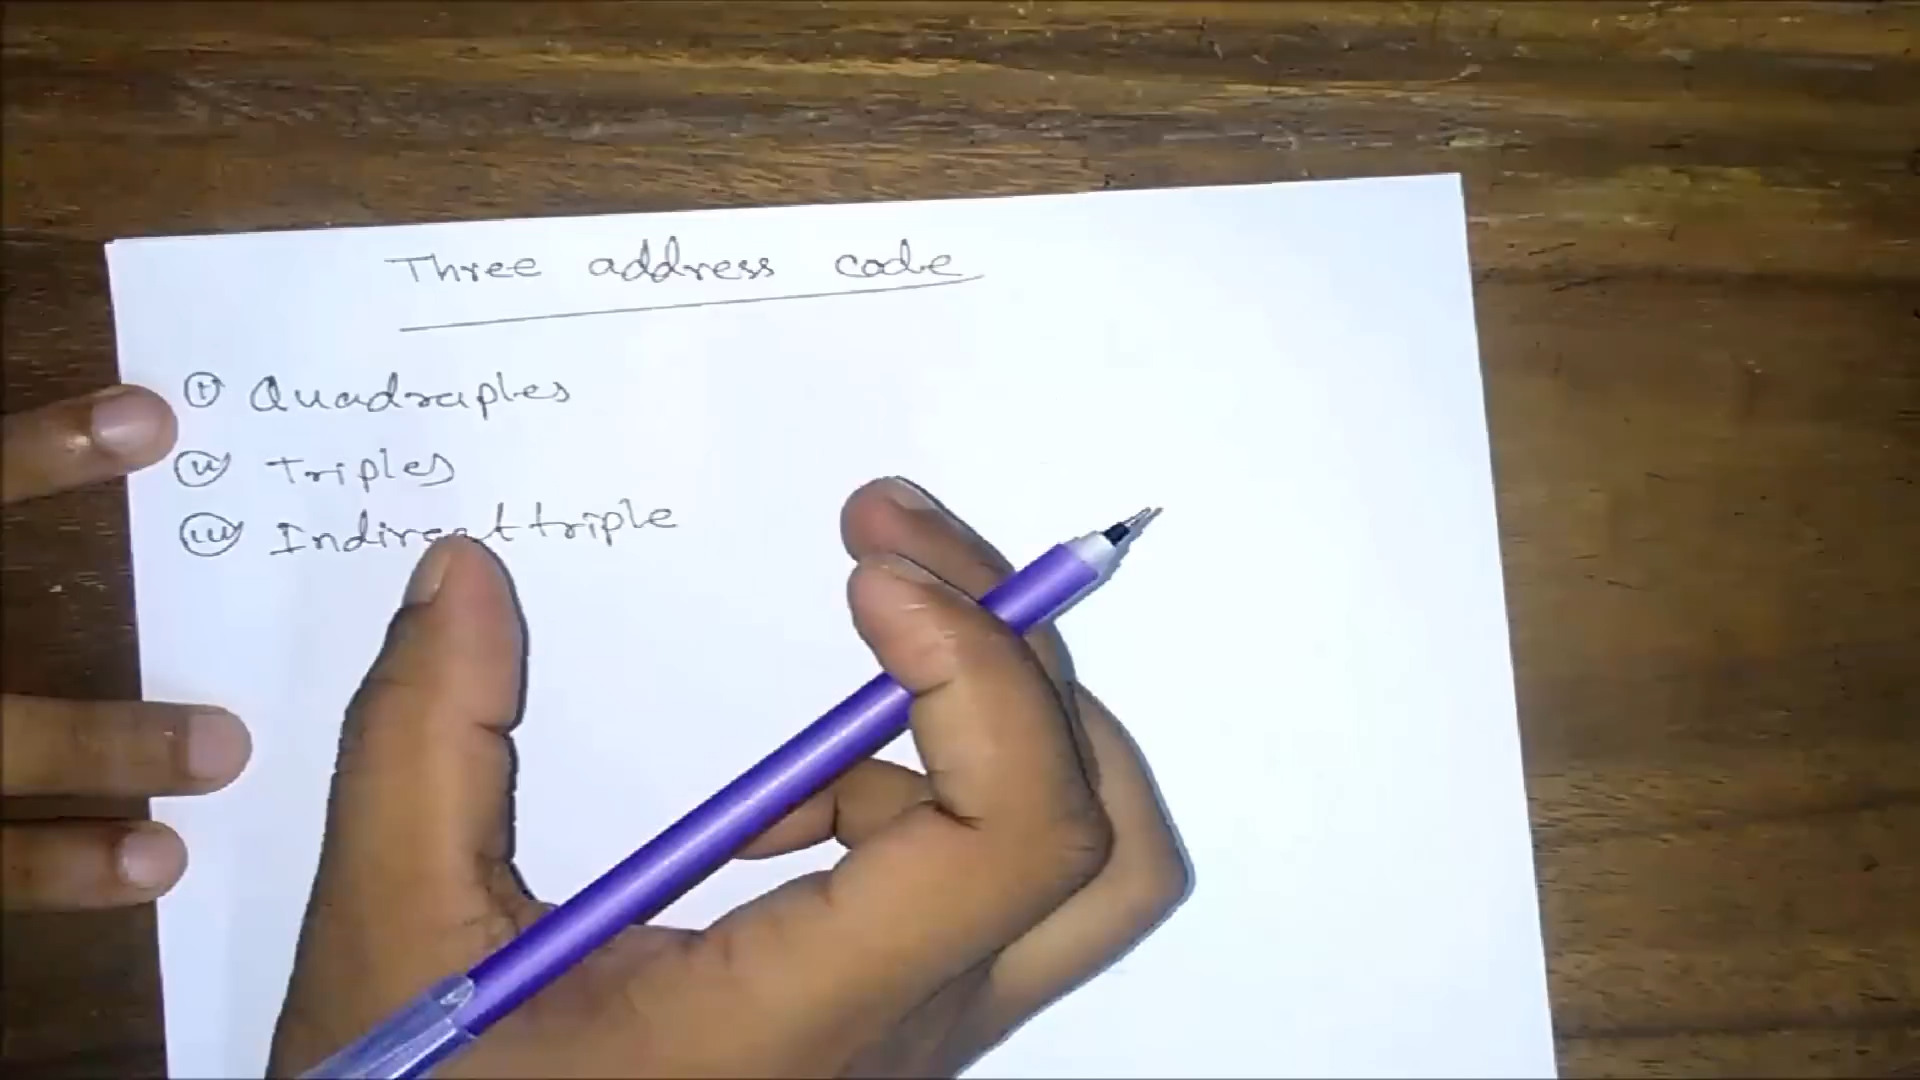 Three address code
(i) Quadraples
(ii) Triples
(iii) Indirect triple